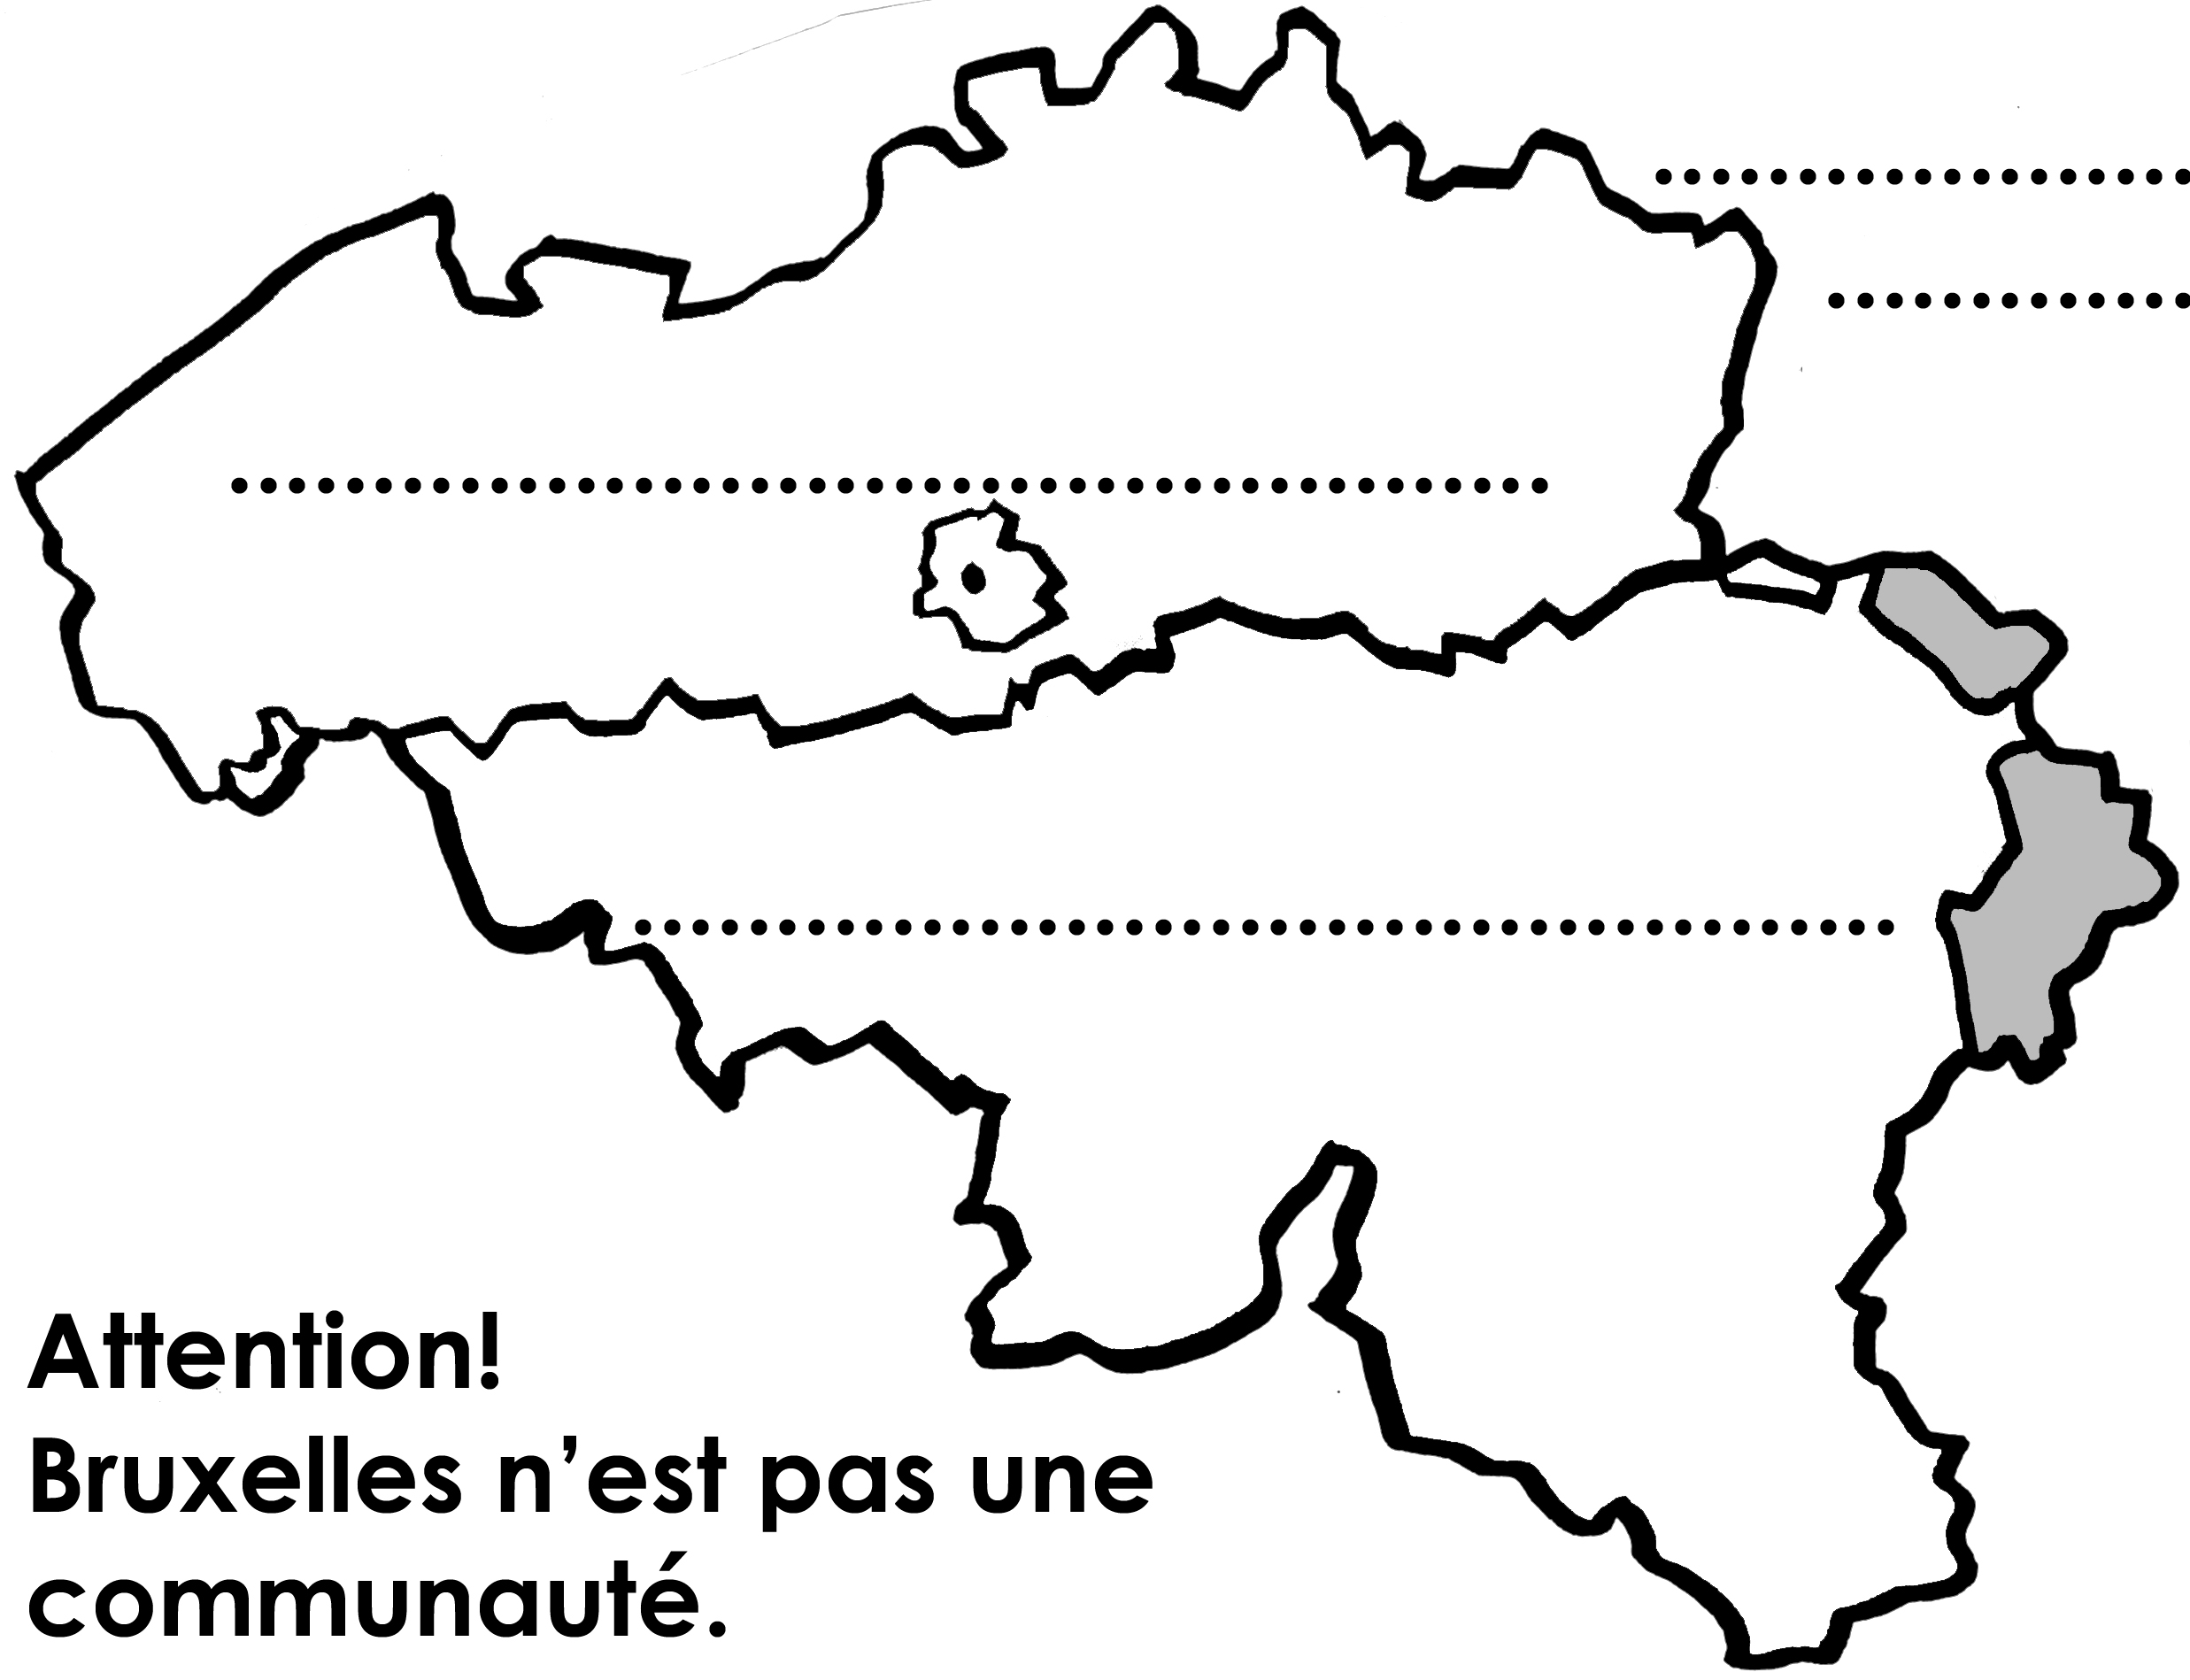 Attention!
Bruxelles n’est pas une
communauté.